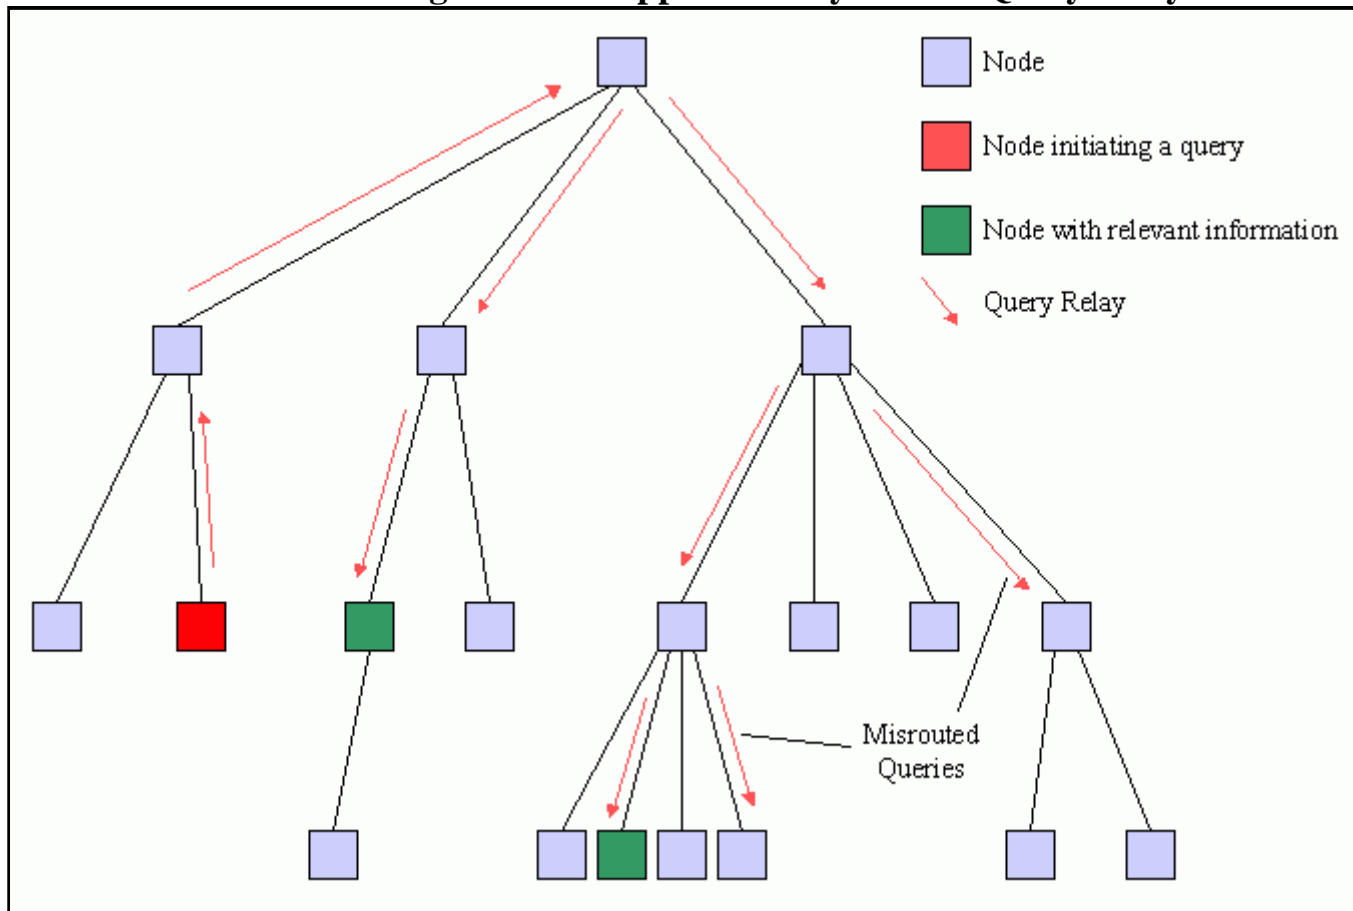 Node
Node initiating a query
Node with relevant information
Query Relay
Misrouted
Queries